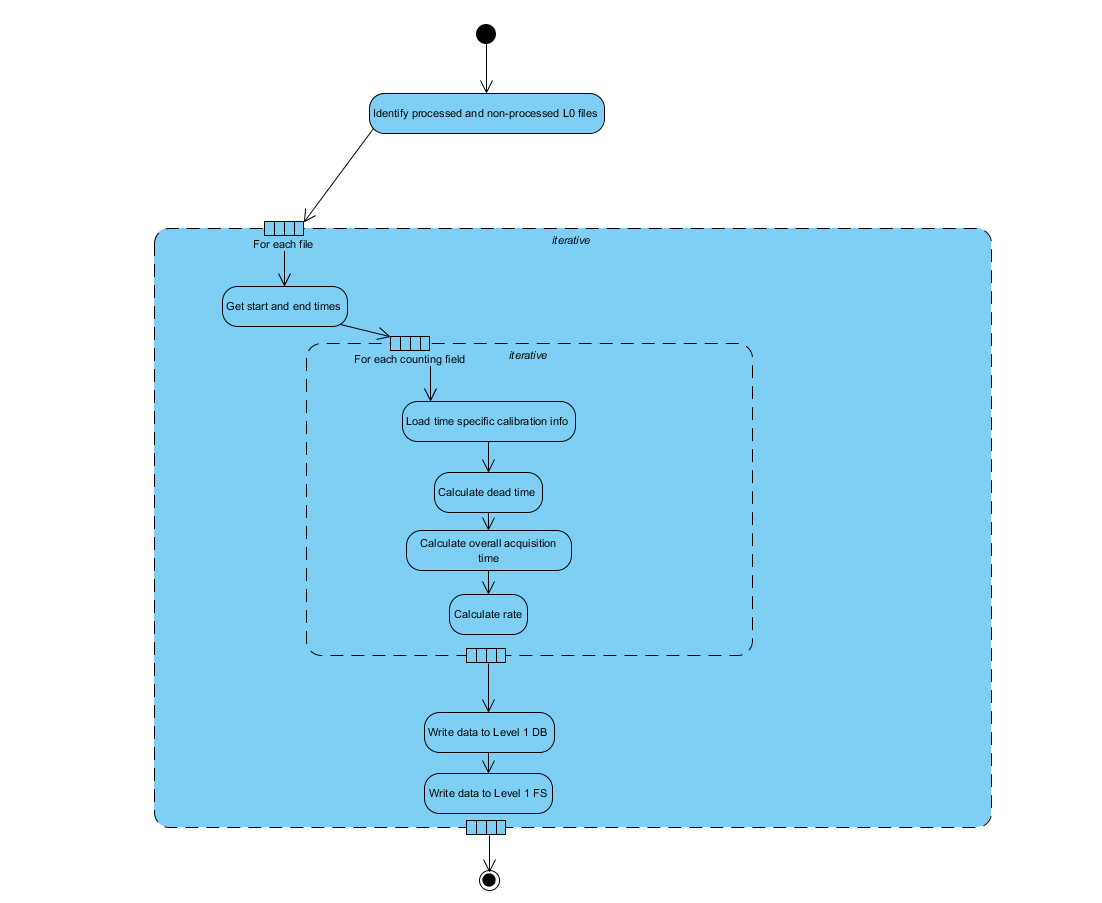 Identify processed and non-processed L0 files
iterative
For each file
Get start and end times
For each counting field
iterative
Load time specific calibration info
Calculate dead time
Calculate overall acquisition
time
Calculate rate
Write data to Level 1 DB
Write data to Level 1 FS